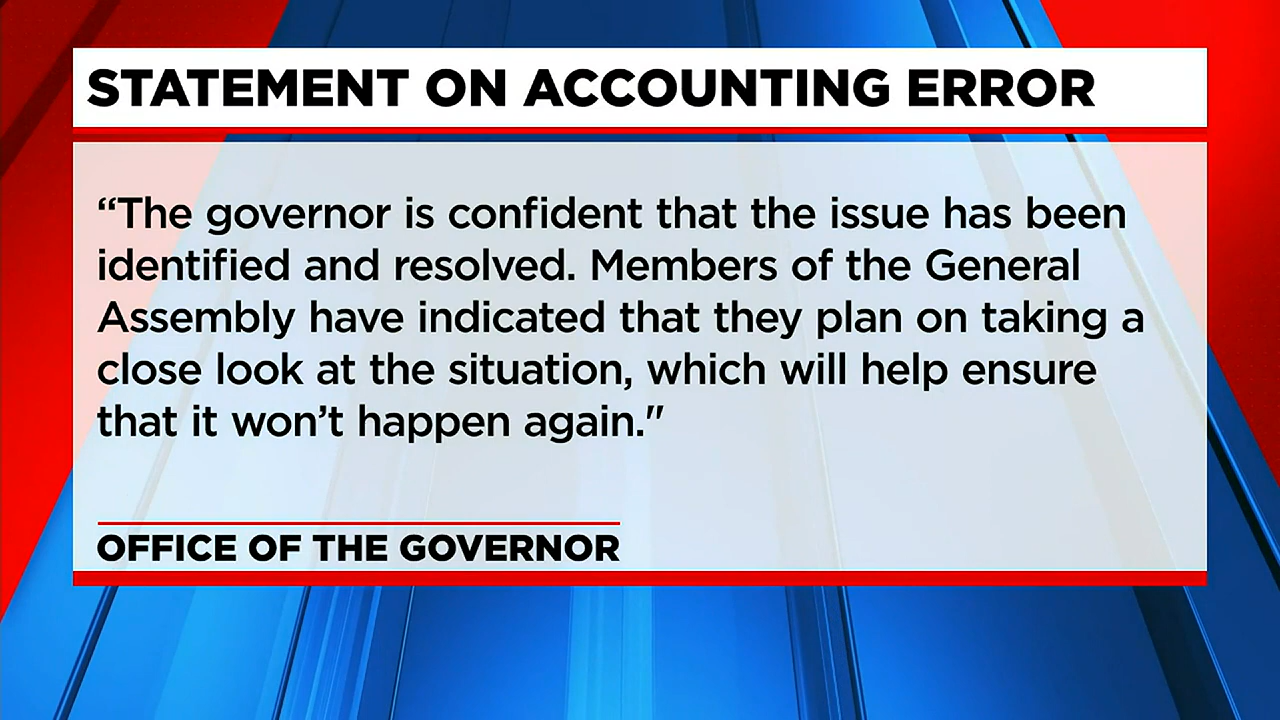 STATEMENT ON ACCOUNTING ERROR
“The governor is confident that the issue has been
identified and resolved. Members of the General
Assembly have indicated that they plan on taking a
close look at the situation, which will help ensure
that it won’t happen again."
OFFICE OF THE GOVERNOR